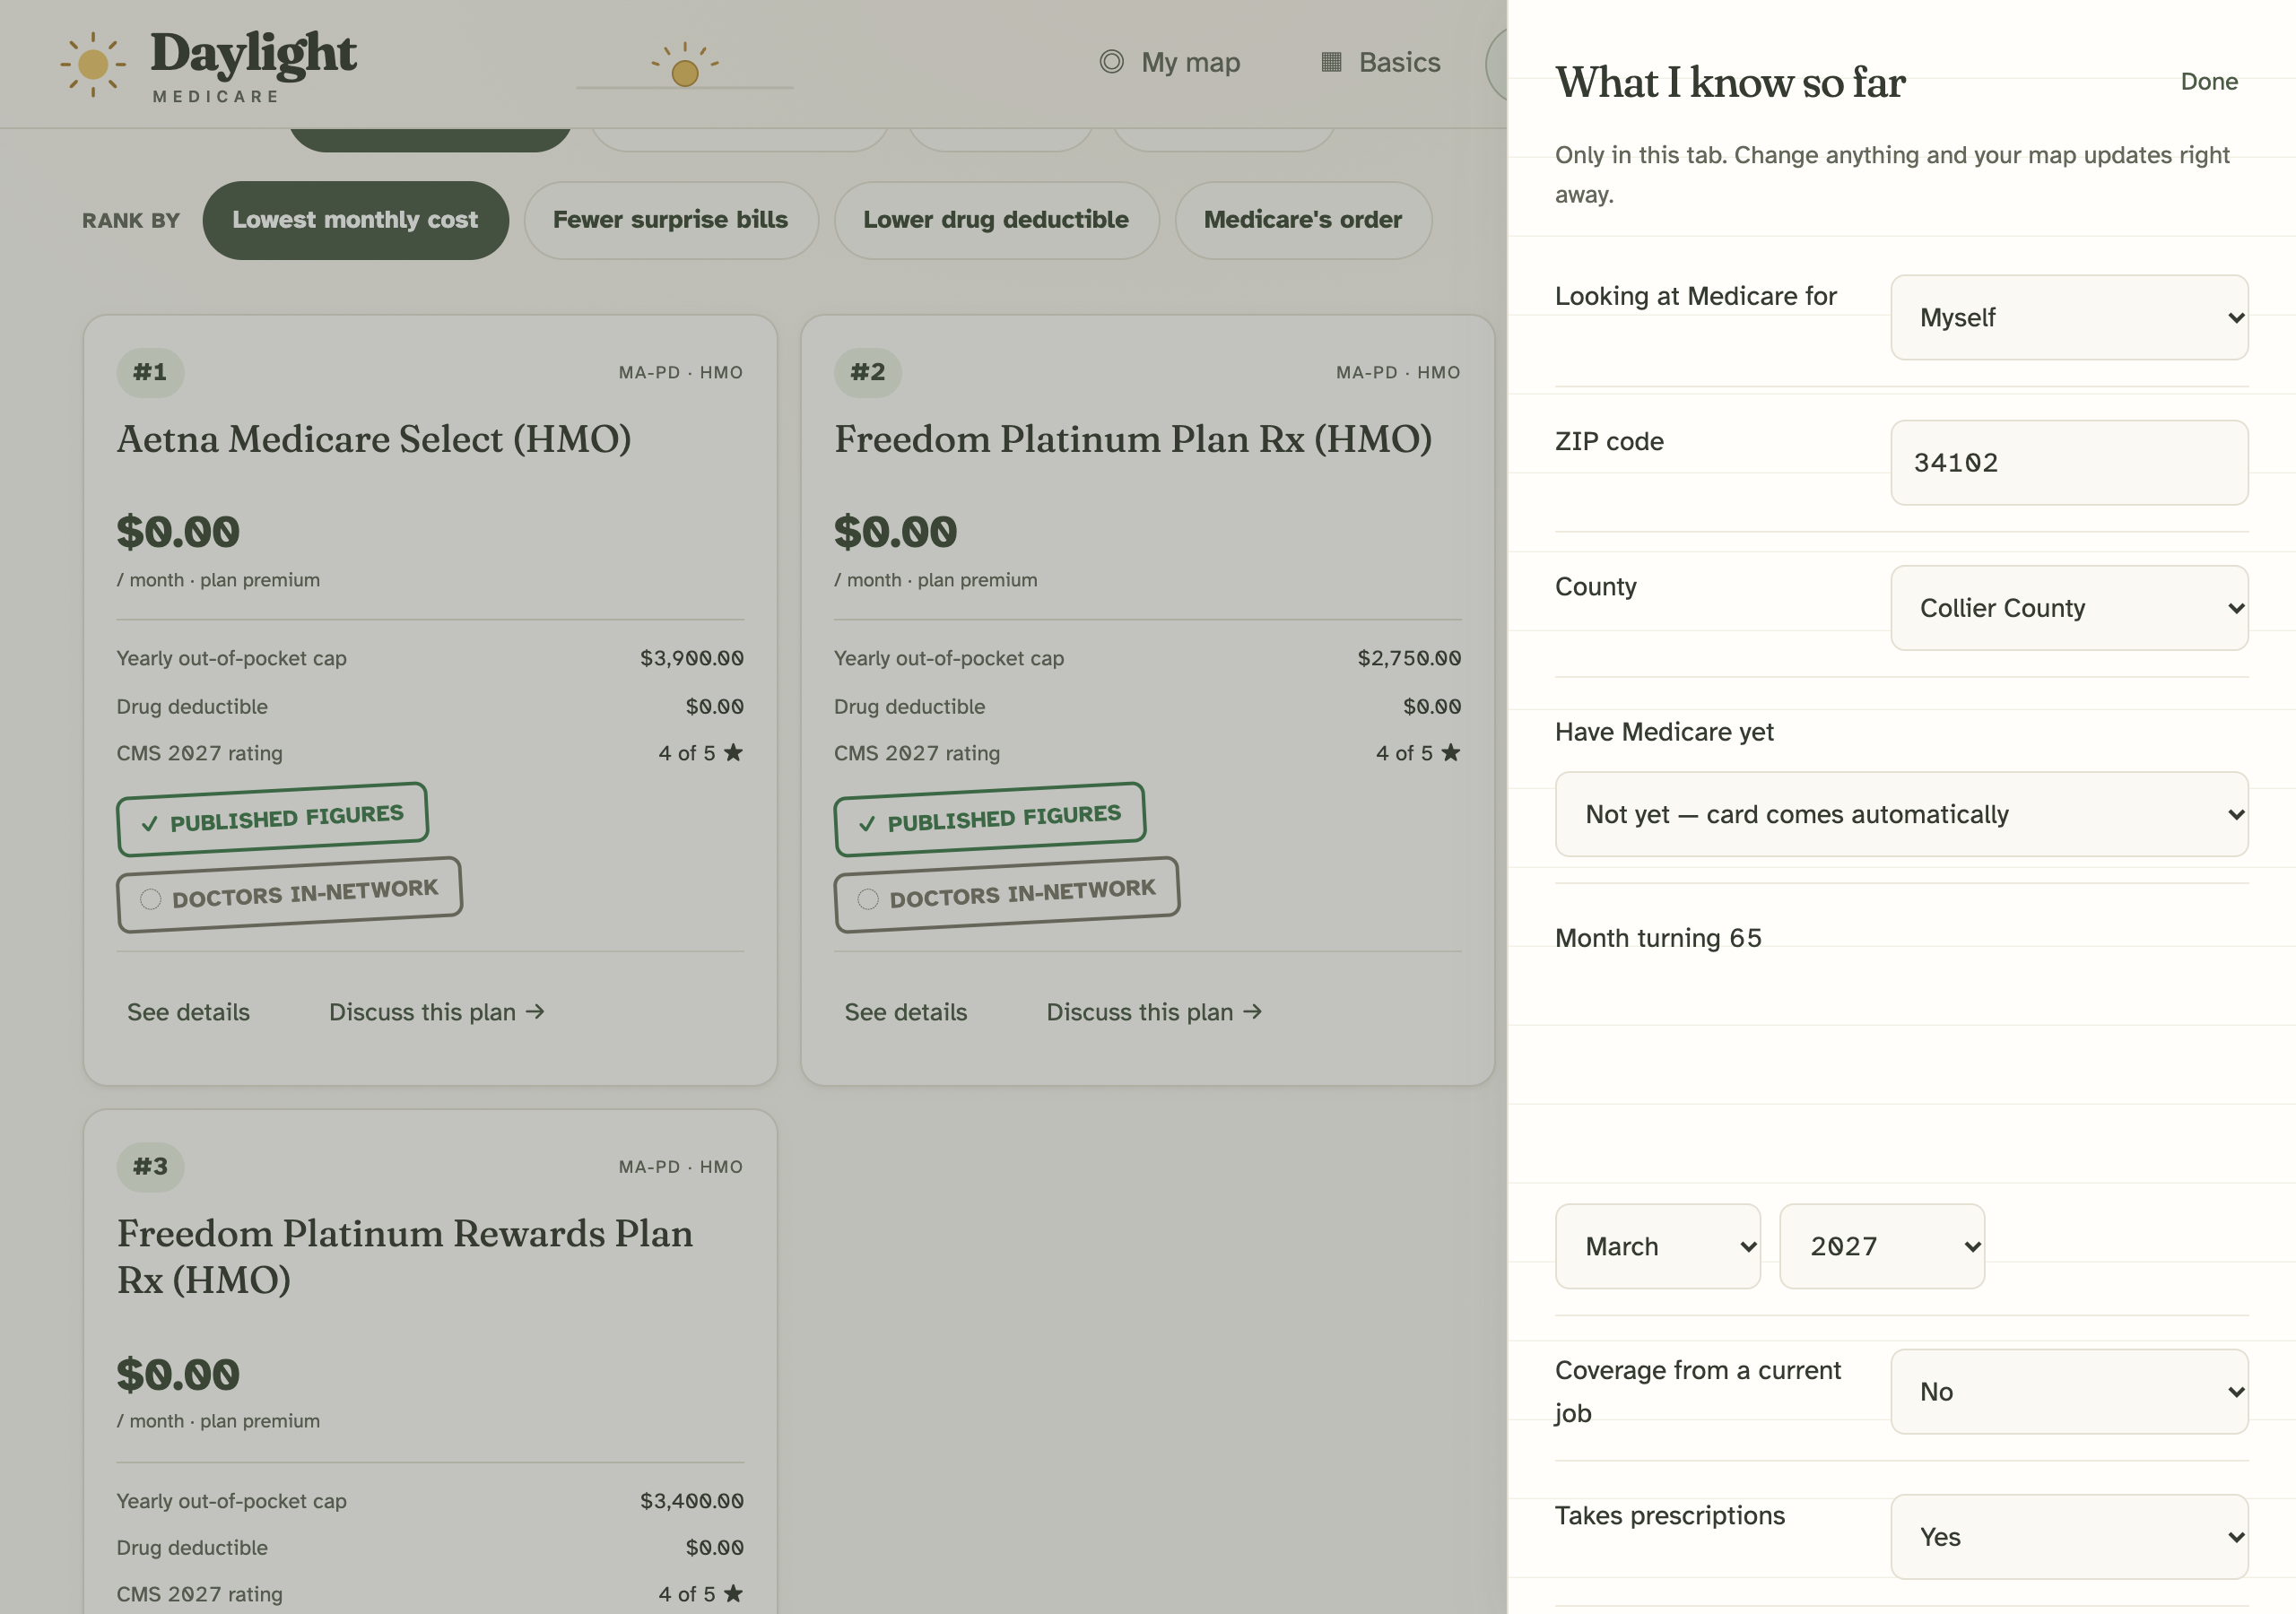 Daylight
MEDICARE
My map
Basics
RANK BY
Lowest monthly cost
Fewer surprise bills
Lower drug deductible
Medicare's order
#1
MA-PD · HMO
Aetna Medicare Select (HMO)
$0.00
/ month · plan premium
Yearly out-of-pocket cap
$3,900.00
Drug deductible
$0.00
CMS 2027 rating
4 of 5 ★
✓ PUBLISHED FIGURES
DOCTORS IN-NETWORK
See details
Discuss this plan →
#2
MA-PD · HMO
Freedom Platinum Plan Rx (HMO)
$0.00
/ month · plan premium
Yearly out-of-pocket cap
$2,750.00
Drug deductible
$0.00
CMS 2027 rating
4 of 5 ★
✓ PUBLISHED FIGURES
DOCTORS IN-NETWORK
See details
Discuss this plan →
#3
MA-PD · HMO
Freedom Platinum Rewards Plan
Rx (HMO)
$0.00
/ month · plan premium
Yearly out-of-pocket cap
$3,400.00
Drug deductible
$0.00
CMS 2027 rating
4 of 5 ★
What I know so far
Done
Only in this tab. Change anything and your map updates right
away.
Looking at Medicare for
Myself
ZIP code
34102
County
Collier County
Have Medicare yet
Not yet — card comes automatically
Month turning 65
March
2027
Coverage from a current
job
No
Takes prescriptions
Yes